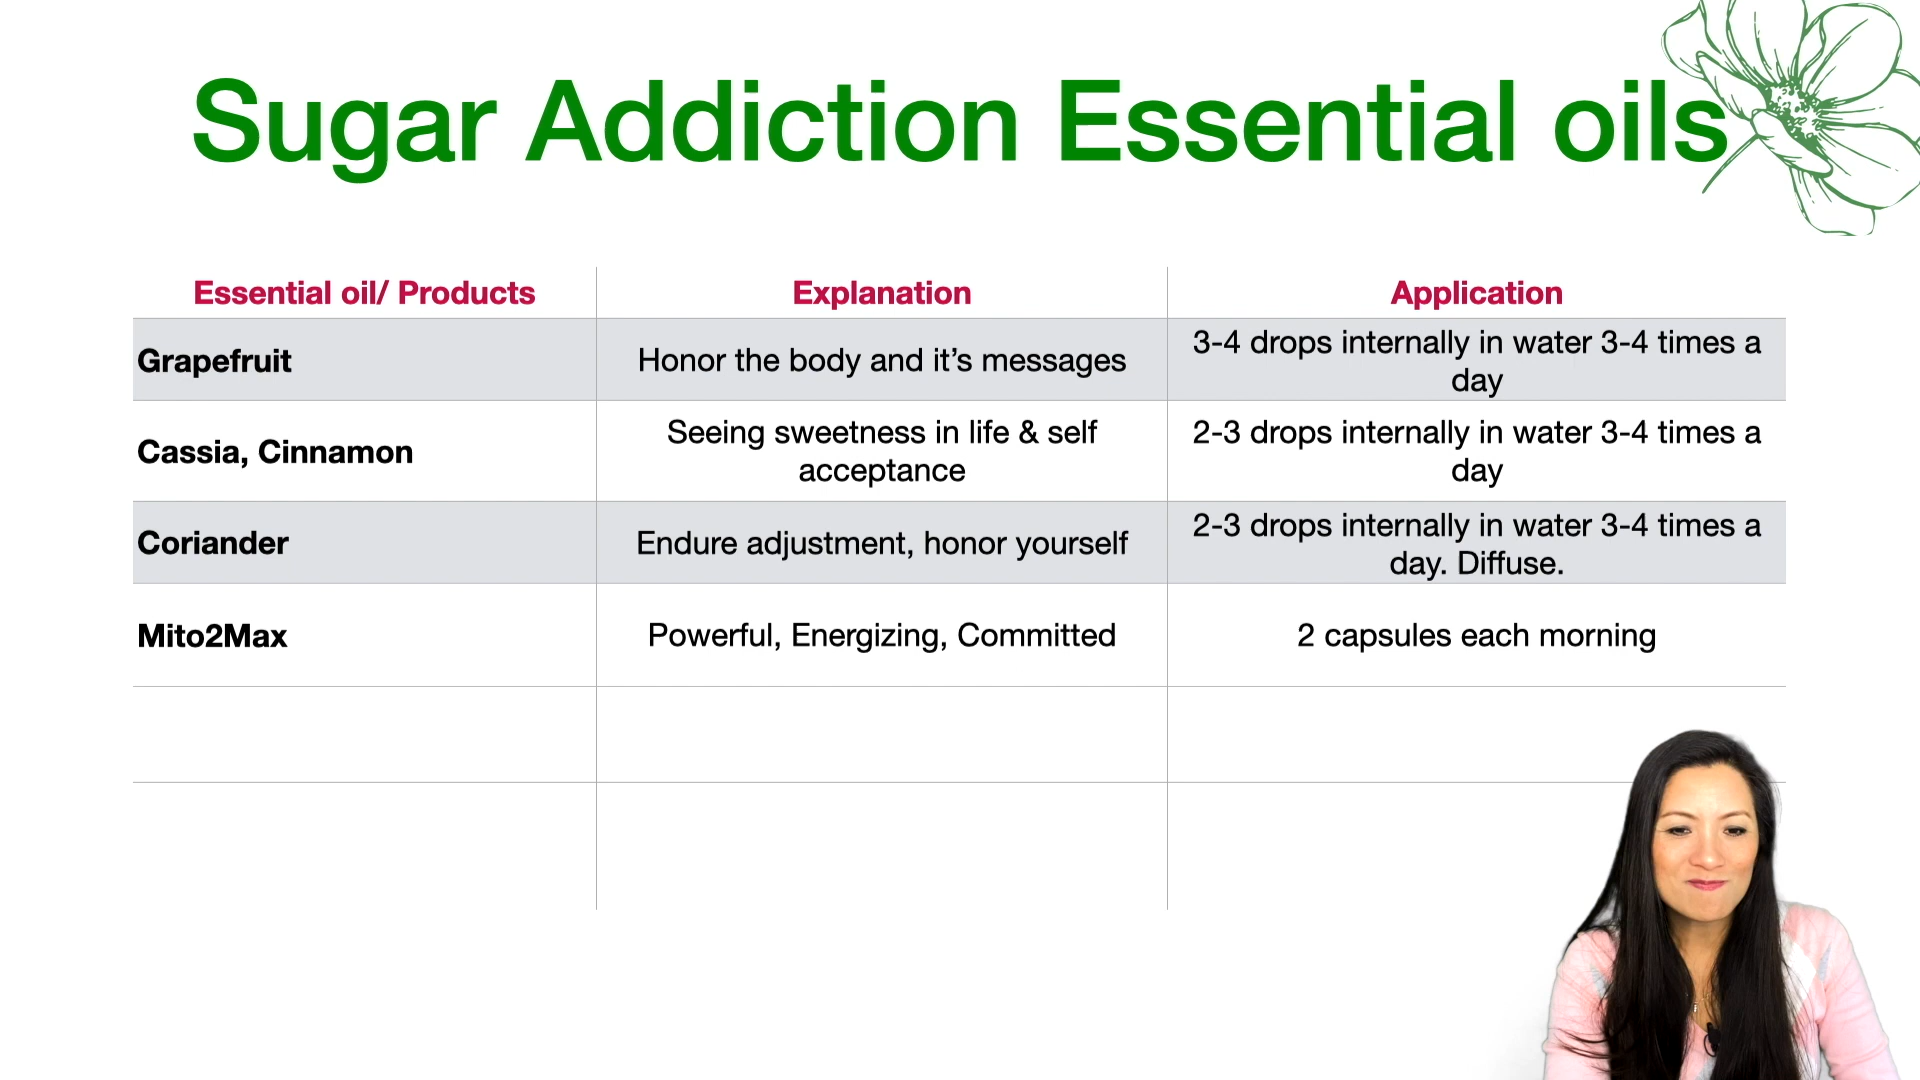 Sugar Addiction Essential oils
Essential oil/ Products
Explanation
Application
Grapefruit
Honor the body and it’s messages
3-4 drops internally in water 3-4 times a
day
Cassia, Cinnamon
Seeing sweetness in life & self
acceptance
2-3 drops internally in water 3-4 times a
day
Coriander
Endure adjustment, honor yourself
2-3 drops internally in water 3-4 times a
day. Diffuse.
Mito2Max
Powerful, Energizing, Committed
2 capsules each morning